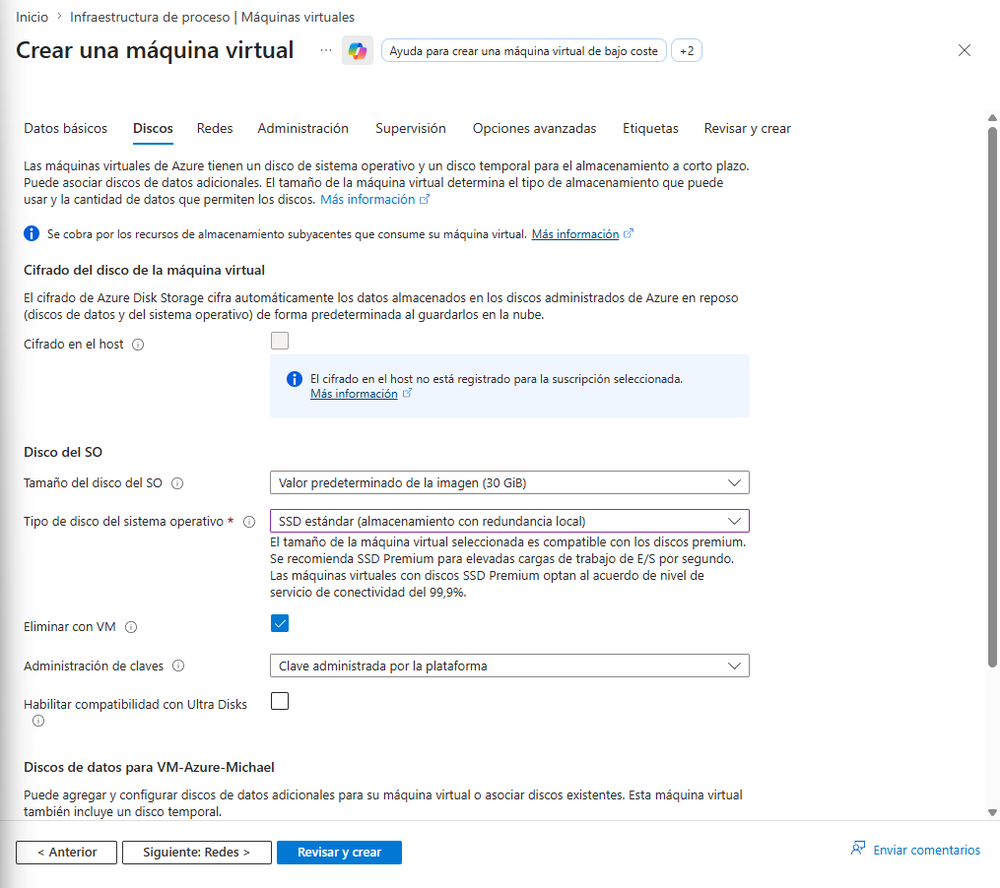 Inicio > Infraestructura de proceso | Máquinas virtuales
Crear una máquina virtual ... Ayuda para crear una máquina virtual de bajo coste +2
Datos básicos Discos Redes Administración Supervisión Opciones avanzadas Etiquetas Revisar y crear
Las máquinas virtuales de Azure tienen un disco de sistema operativo y un disco temporal para el almacenamiento a corto plazo.
Puede asociar discos de datos adicionales. El tamaño de la máquina virtual determina el tipo de almacenamiento que puede
usar y la cantidad de datos que permiten los discos. Más información
Se cobra por los recursos de almacenamiento subyacentes que consume su máquina virtual. Más información
Cifrado del disco de la máquina virtual
El cifrado de Azure Disk Storage cifra automáticamente los datos almacenados en los discos administrados de Azure en reposo
(discos de datos y del sistema operativo) de forma predeterminada al guardarlos en la nube.
Cifrado en el host
El cifrado en el host no está registrado para la suscripción seleccionada.
Más información
Disco del SO
Tamaño del disco del SO Valor predeterminado de la imagen (30 GiB)
Tipo de disco del sistema operativo * SSD estándar (almacenamiento con redundancia local)
El tamaño de la máquina virtual seleccionada es compatible con los discos premium.
Se recomienda SSD Premium para elevadas cargas de trabajo de E/S por segundo.
Las máquinas virtuales con discos SSD Premium optan al acuerdo de nivel de
servicio de conectividad del 99,9%.
Eliminar con VM
Administración de claves Clave administrada por la plataforma
Habilitar compatibilidad con Ultra Disks
Discos de datos para VM-Azure-Michael
Puede agregar y configurar discos de datos adicionales para su máquina virtual o asociar discos existentes. Esta máquina virtual
también incluye un disco temporal.
< Anterior Siguiente: Redes > Revisar y crear Enviar comentarios